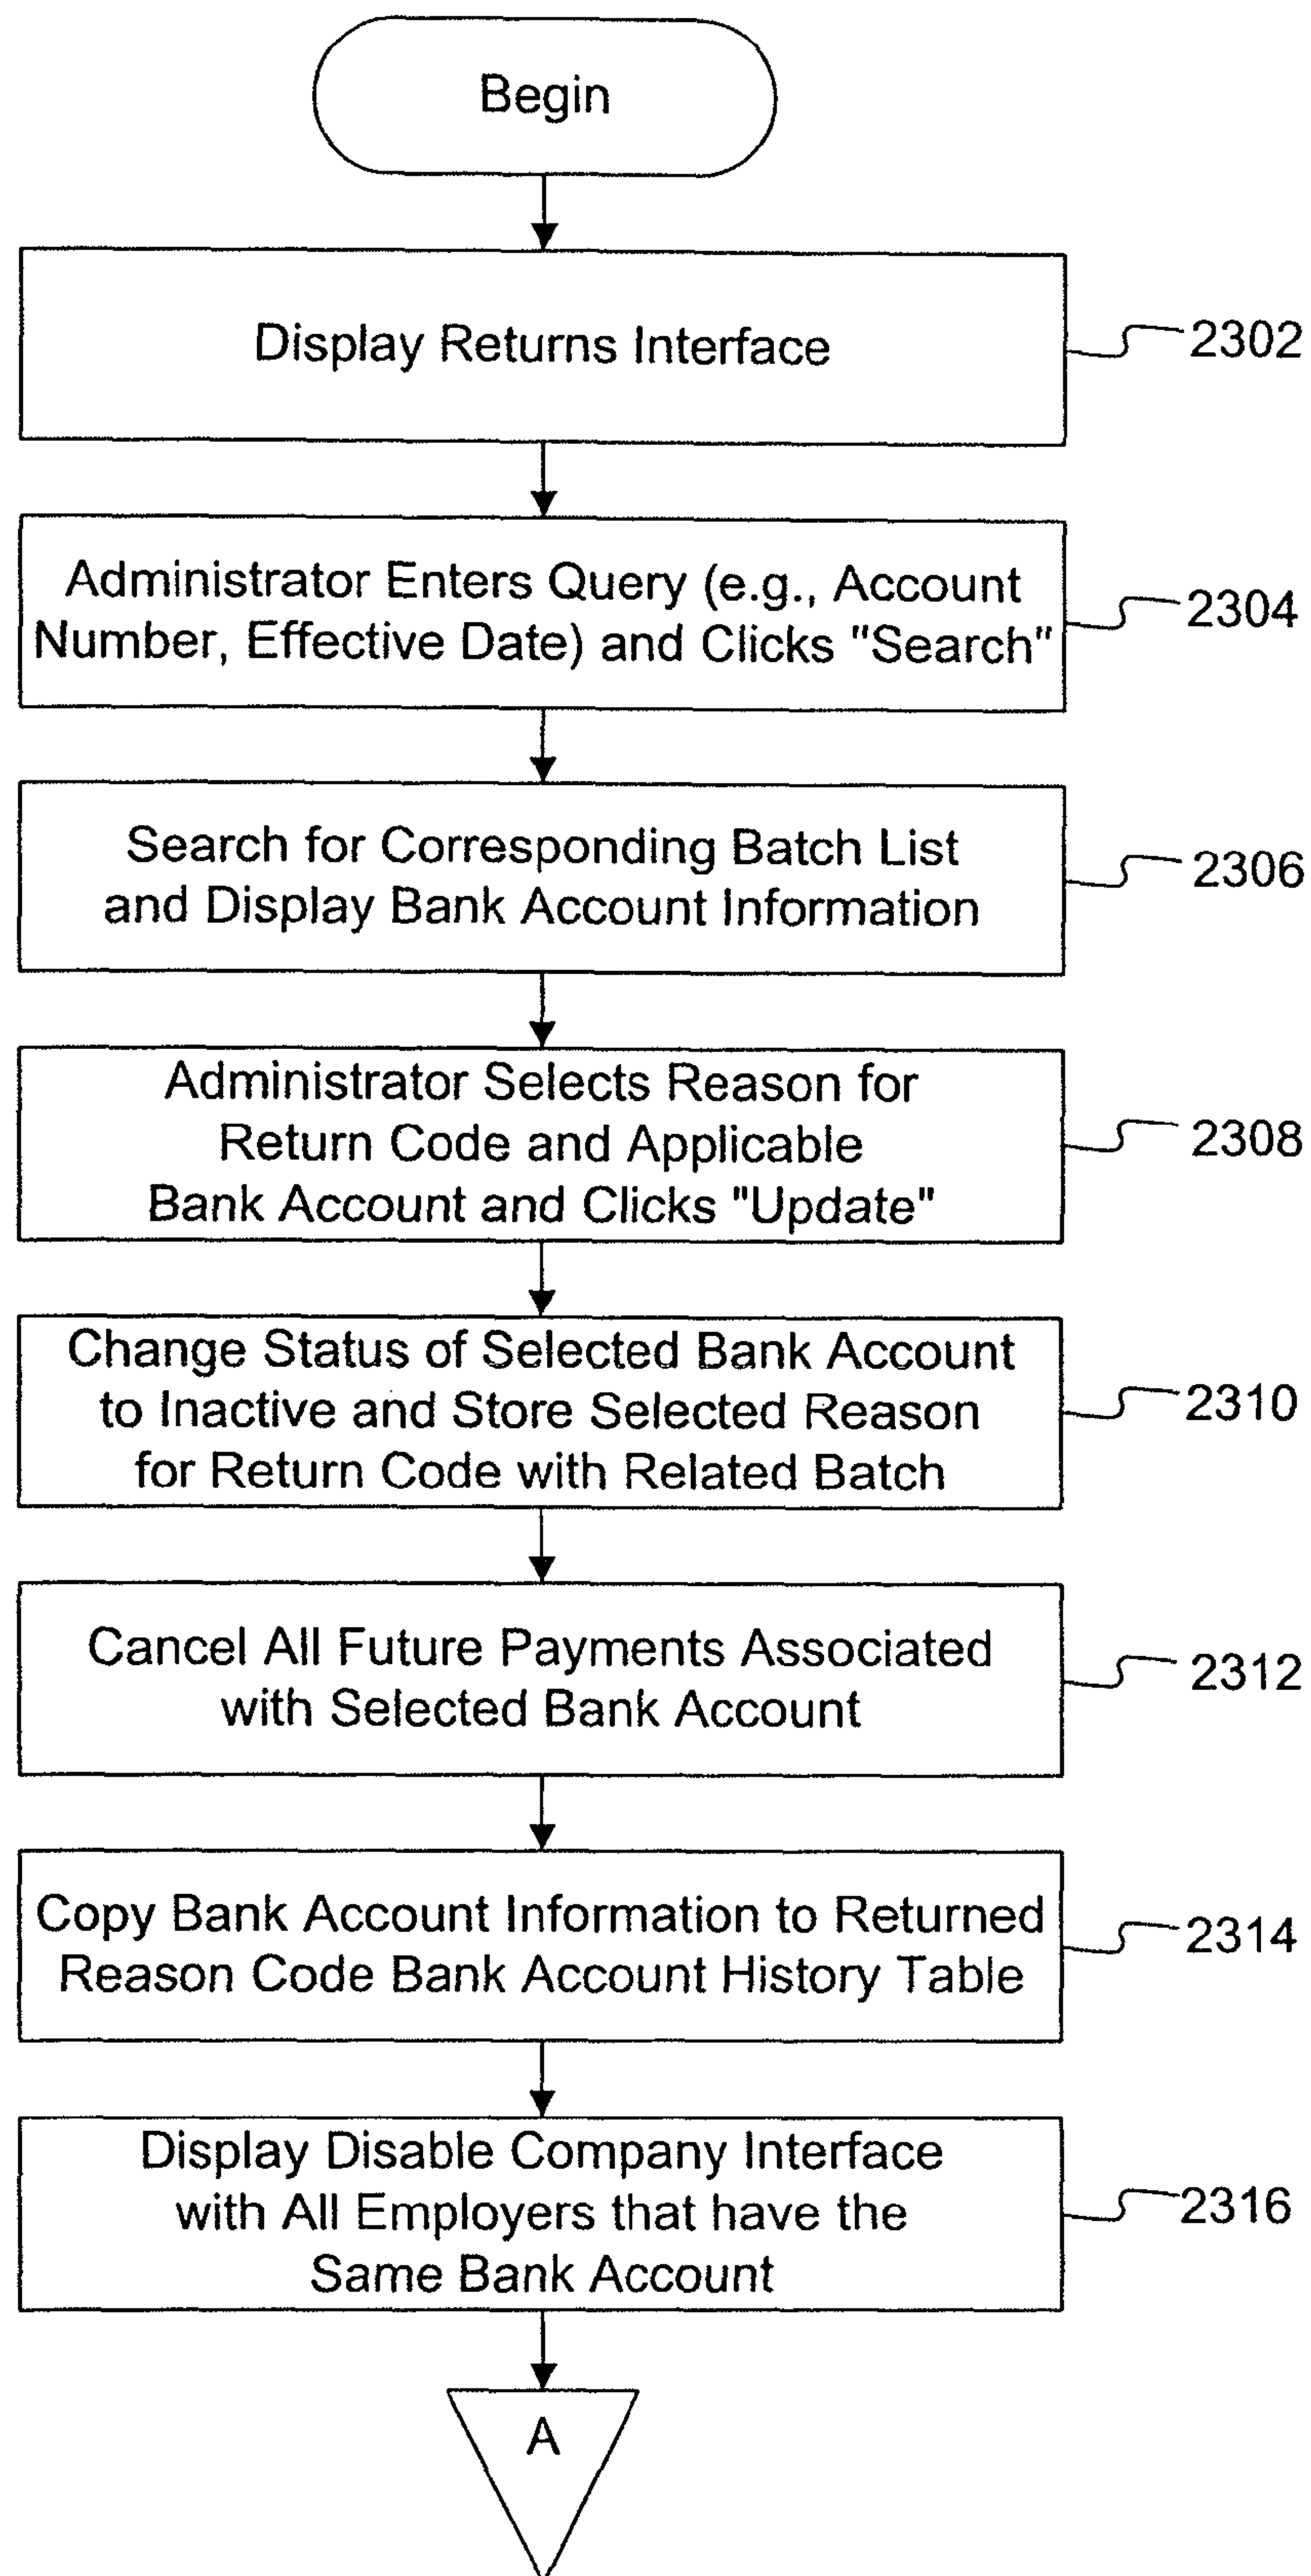 Begin
Display Returns Interface
2302
Administrator Enters Query (e.g., Account
Number, Effective Date) and Clicks "Search"
2304
Search for Corresponding Batch List
and Display Bank Account Information
2306
Administrator Selects Reason for
Return Code and Applicable
Bank Account and Clicks "Update"
2308
Change Status of Selected Bank Account
to Inactive and Store Selected Reason
for Return Code with Related Batch
2310
Cancel All Future Payments Associated
with Selected Bank Account
2312
Copy Bank Account Information to Returned
Reason Code Bank Account History Table
2314
Display Disable Company Interface
with All Employers that have the
Same Bank Account
2316
A